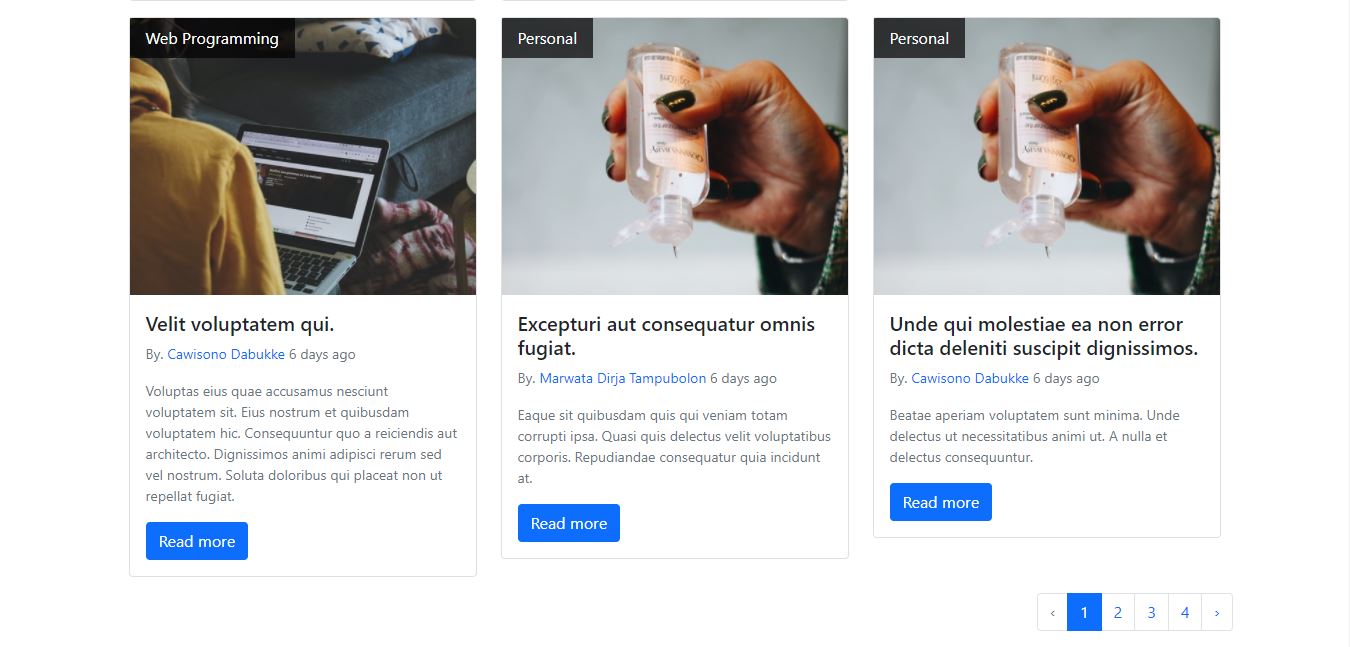 Web Programming
Velit voluptatem qui.
By. Cawisono Dabukke 6 days ago
Voluptas eius quae accusamus nesciunt
voluptatem sit. Eius nostrum et quibusdam
voluptatem hic. Consequuntur quo a reiciendis aut
architecto. Dignissimos animi adipisci rerum sed
vel nostrum. Soluta doloribus qui placeat non ut
repellat fugiat.
Read more
Personal
Excepturi aut consequatur omnis
fugiat.
By. Marwata Dirja Tampubolon 6 days ago
Eaque sit quibusdam quis qui veniam totam
corrupti ipsa. Quasi quis delectus velit voluptatibus
corporis. Repudiandae consequatur quia incidunt
at.
Read more
Personal
Unde qui molestiae ea non error
dicta deleniti suscipit dignissimos.
By. Cawisono Dabukke 6 days ago
Beatae aperiam voluptatem sunt minima. Unde
delectus ut necessitatibus animi ut. A nulla et
delectus consequuntur.
Read more
‹ 1 2 3 4 ›